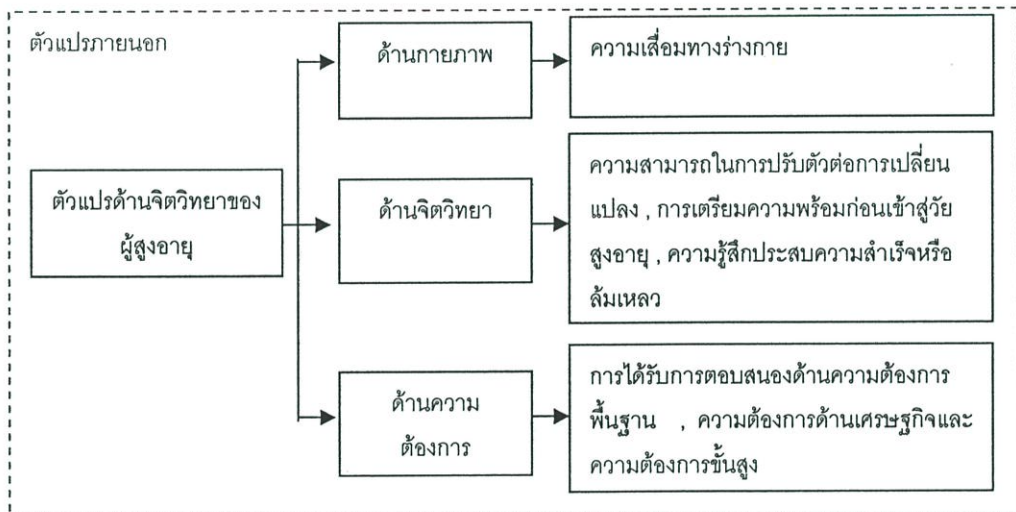 ตัวแปรภายนอก
ด้านกายภาพ
ความเสื่อมทางร่างกาย
ตัวแปรด้านจิตวิทยาของ
ผู้สูงอายุ
ด้านจิตวิทยา
ความสามารถในการปรับตัวต่อการเปลี่ยน
แปลง , การเตรียมความพร้อมก่อนเข้าสู่วัย
สูงอายุ , ความรู้สึกประสบความสำเร็จหรือ
ล้มเหลว
ด้านความ
ต้องการ
การได้รับการตอบสนองด้านความต้องการ
พื้นฐาน , ความต้องการด้านเศรษฐกิจและ
ความต้องการขั้นสูง